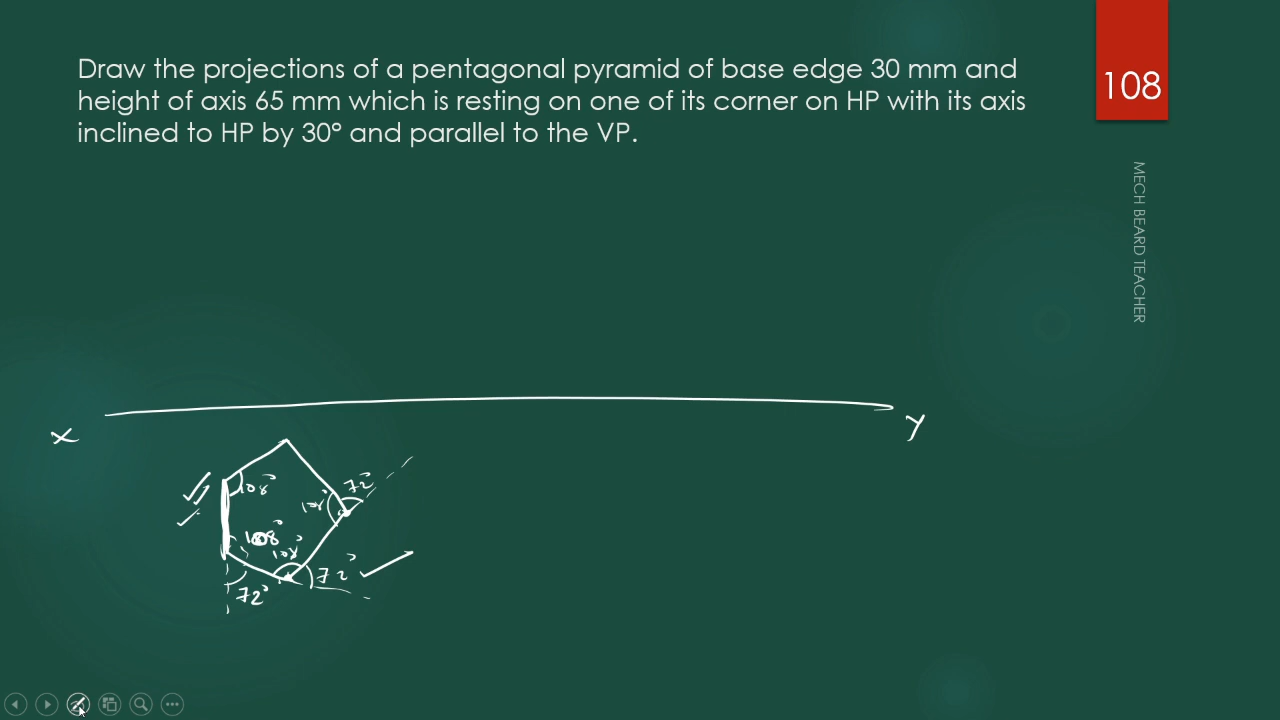 Draw the projections of a pentagonal pyramid of base edge 30 mm and
height of axis 65 mm which is resting on one of its corner on HP with its axis
inclined to HP by 30° and parallel to the VP.
108
MECH BEARD TEACHER
x
y
108°
72°
108°
108°
108°
72°
72°